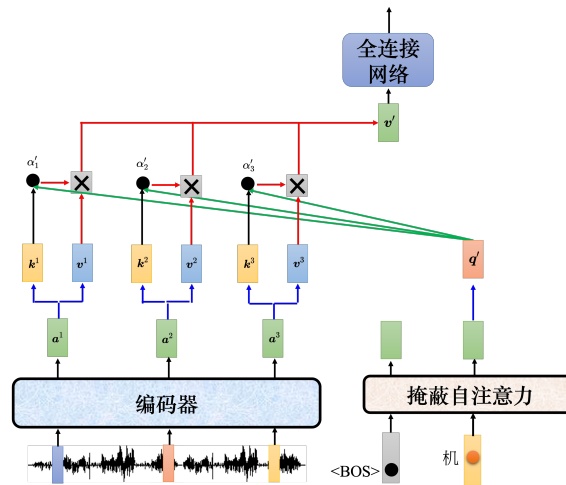 全连接
网络
v′
α′₁ α′₂ α′₃
k¹ v¹ k² v² k³ v³ q′
a¹ a² a³
编码器 掩蔽自注意力
<BOS> 机